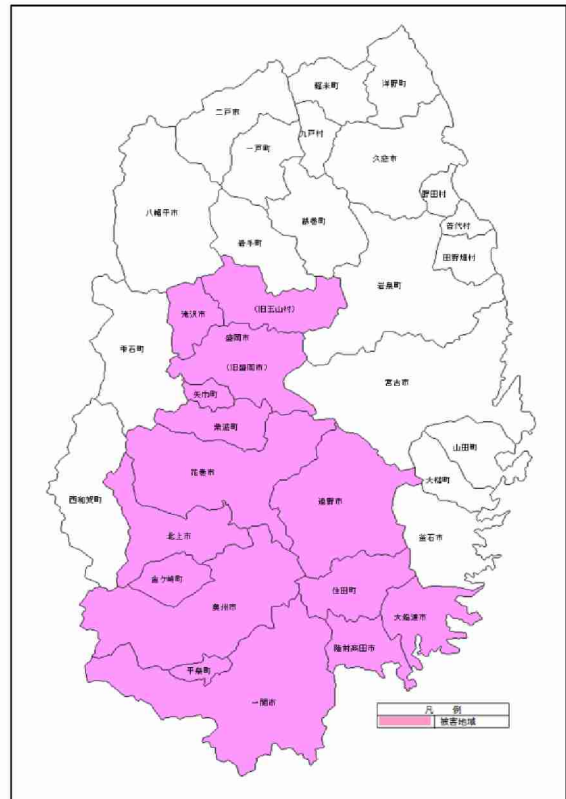 軽米町
洋野町
二戸市
九戸村
一戸町
久慈市
野田村
八幡平市
葛巻町
普代村
岩手町
田野畑村
岩泉町
(旧玉山村)
滝沢市
盛岡市
雫石町
(旧盛岡市)
宮古市
矢巾町
紫波町
山田町
花巻市
大槌町
西和賀町
遠野市
北上市
釜石市
金ケ崎町
住田町
奥州市
大船渡市
陸前高田市
平泉町
一関市
凡 例
被害地域